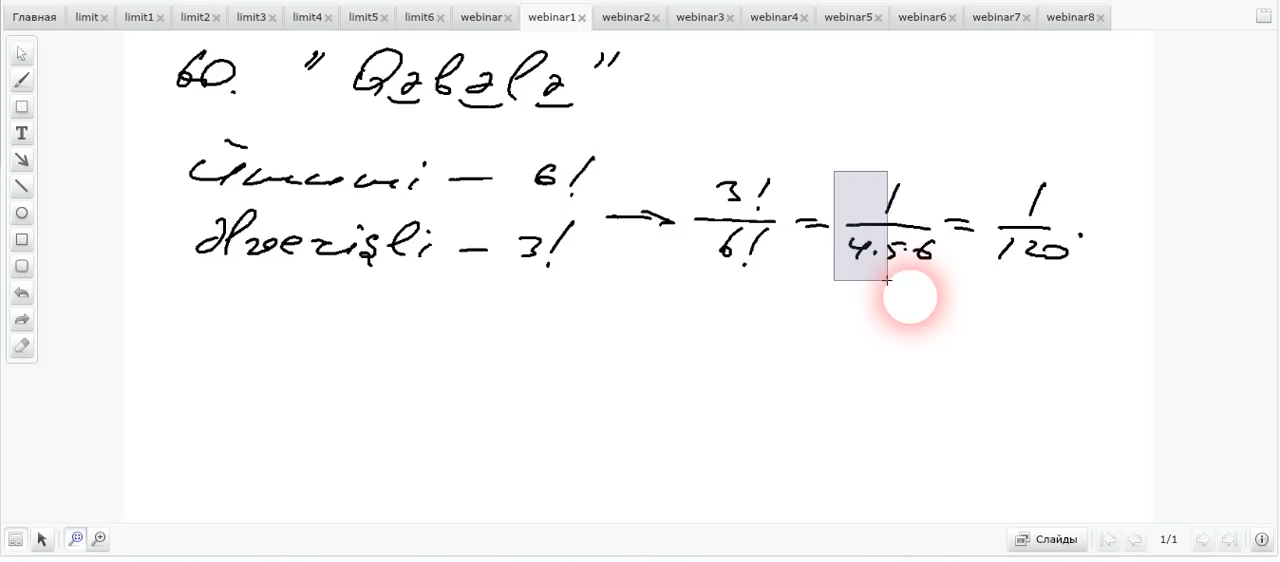 Главная limit limit1 limit2 limit3 limit4 limit5 limit6 webinar webinar1 webinar2 webinar3 webinar4 webinar5 webinar6 webinar7 webinar8
60. "Qəbələ"
Ümumi – 6!
Əlverişli – 3! → 3!/6! = 1/4·5·6 = 1/120.
T
Слайды 1/1